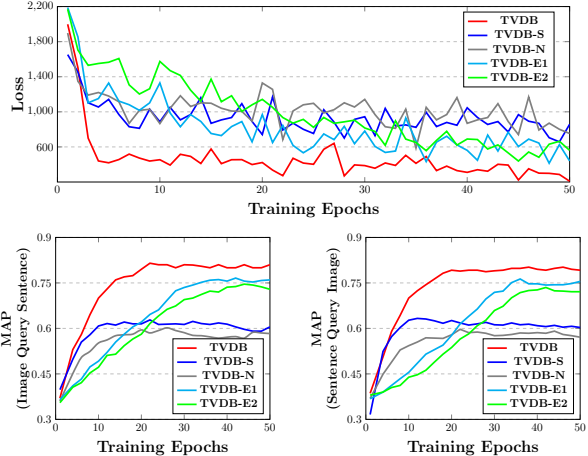 2,200
1,800
1,400
1,000
600
Loss
0
10
20
30
40
50
Training Epochs
TVDB
TVDB-S
TVDB-N
TVDB-E1
TVDB-E2
0.9
0.75
0.6
0.45
0.3
MAP
(Image Query Sentence)
0
10
20
30
40
50
Training Epochs
TVDB
TVDB-S
TVDB-N
TVDB-E1
TVDB-E2
0.9
0.75
0.6
0.45
0.3
MAP
(Sentence Query Image)
0
10
20
30
40
50
Training Epochs
TVDB
TVDB-S
TVDB-N
TVDB-E1
TVDB-E2